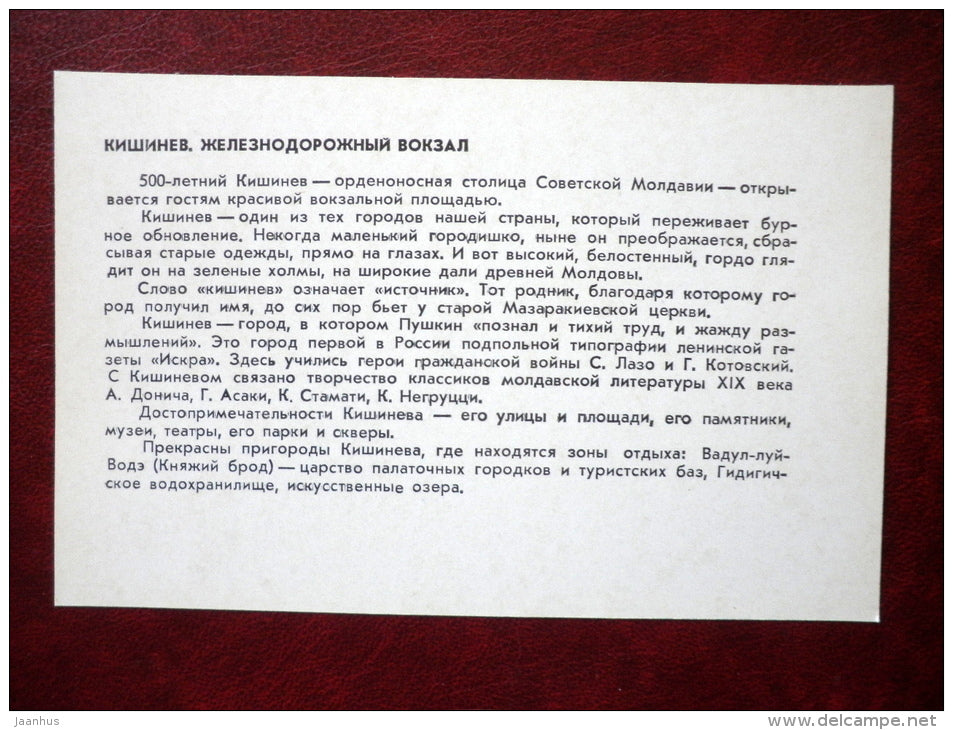 КИШИНЕВ. ЖЕЛЕЗНОДОРОЖНЫЙ ВОКЗАЛ
500-летний Кишинев — орденоносная столица Советской Молдавии — откры-
вается гостям красивой вокзальной площадью.
Кишинев — один из тех городов нашей страны, который переживает бур-
ное обновление. Некогда маленький городишко, ныне он преображается, сбра-
сывая старые одежды, прямо на глазах. И вот высокий, белостенный, гордо гля-
дит он на зеленые холмы, на широкие дали древней Молдовы.
Слово «кишинев» означает «источник». Тот родник, благодаря которому го-
род получил имя, до сих пор бьет у старой Мазаракиевской церкви.
Кишинев — город, в котором Пушкин «познал и тихий труд, и жажду раз-
мышлений». Это город первой в России подпольной типографии ленинской га-
зеты «Искра». Здесь учились герои гражданской войны С. Лазо и Г. Котовский.
С Кишиневом связано творчество классиков молдавской литературы XIX века
А. Донича, Г. Асаки, К. Стамати, К. Негруцци.
Достопримечательности Кишинева — его улицы и площади, его памятники,
музеи, театры, его парки и скверы.
Прекрасны пригороды Кишинева, где находятся зоны отдыха: Вадул-луй-
Водэ (Княжий брод) — царство палаточных городков и туристских баз, Гидигич-
ское водохранилище, искусственные озера.
jaanhus
www.delcampe.net